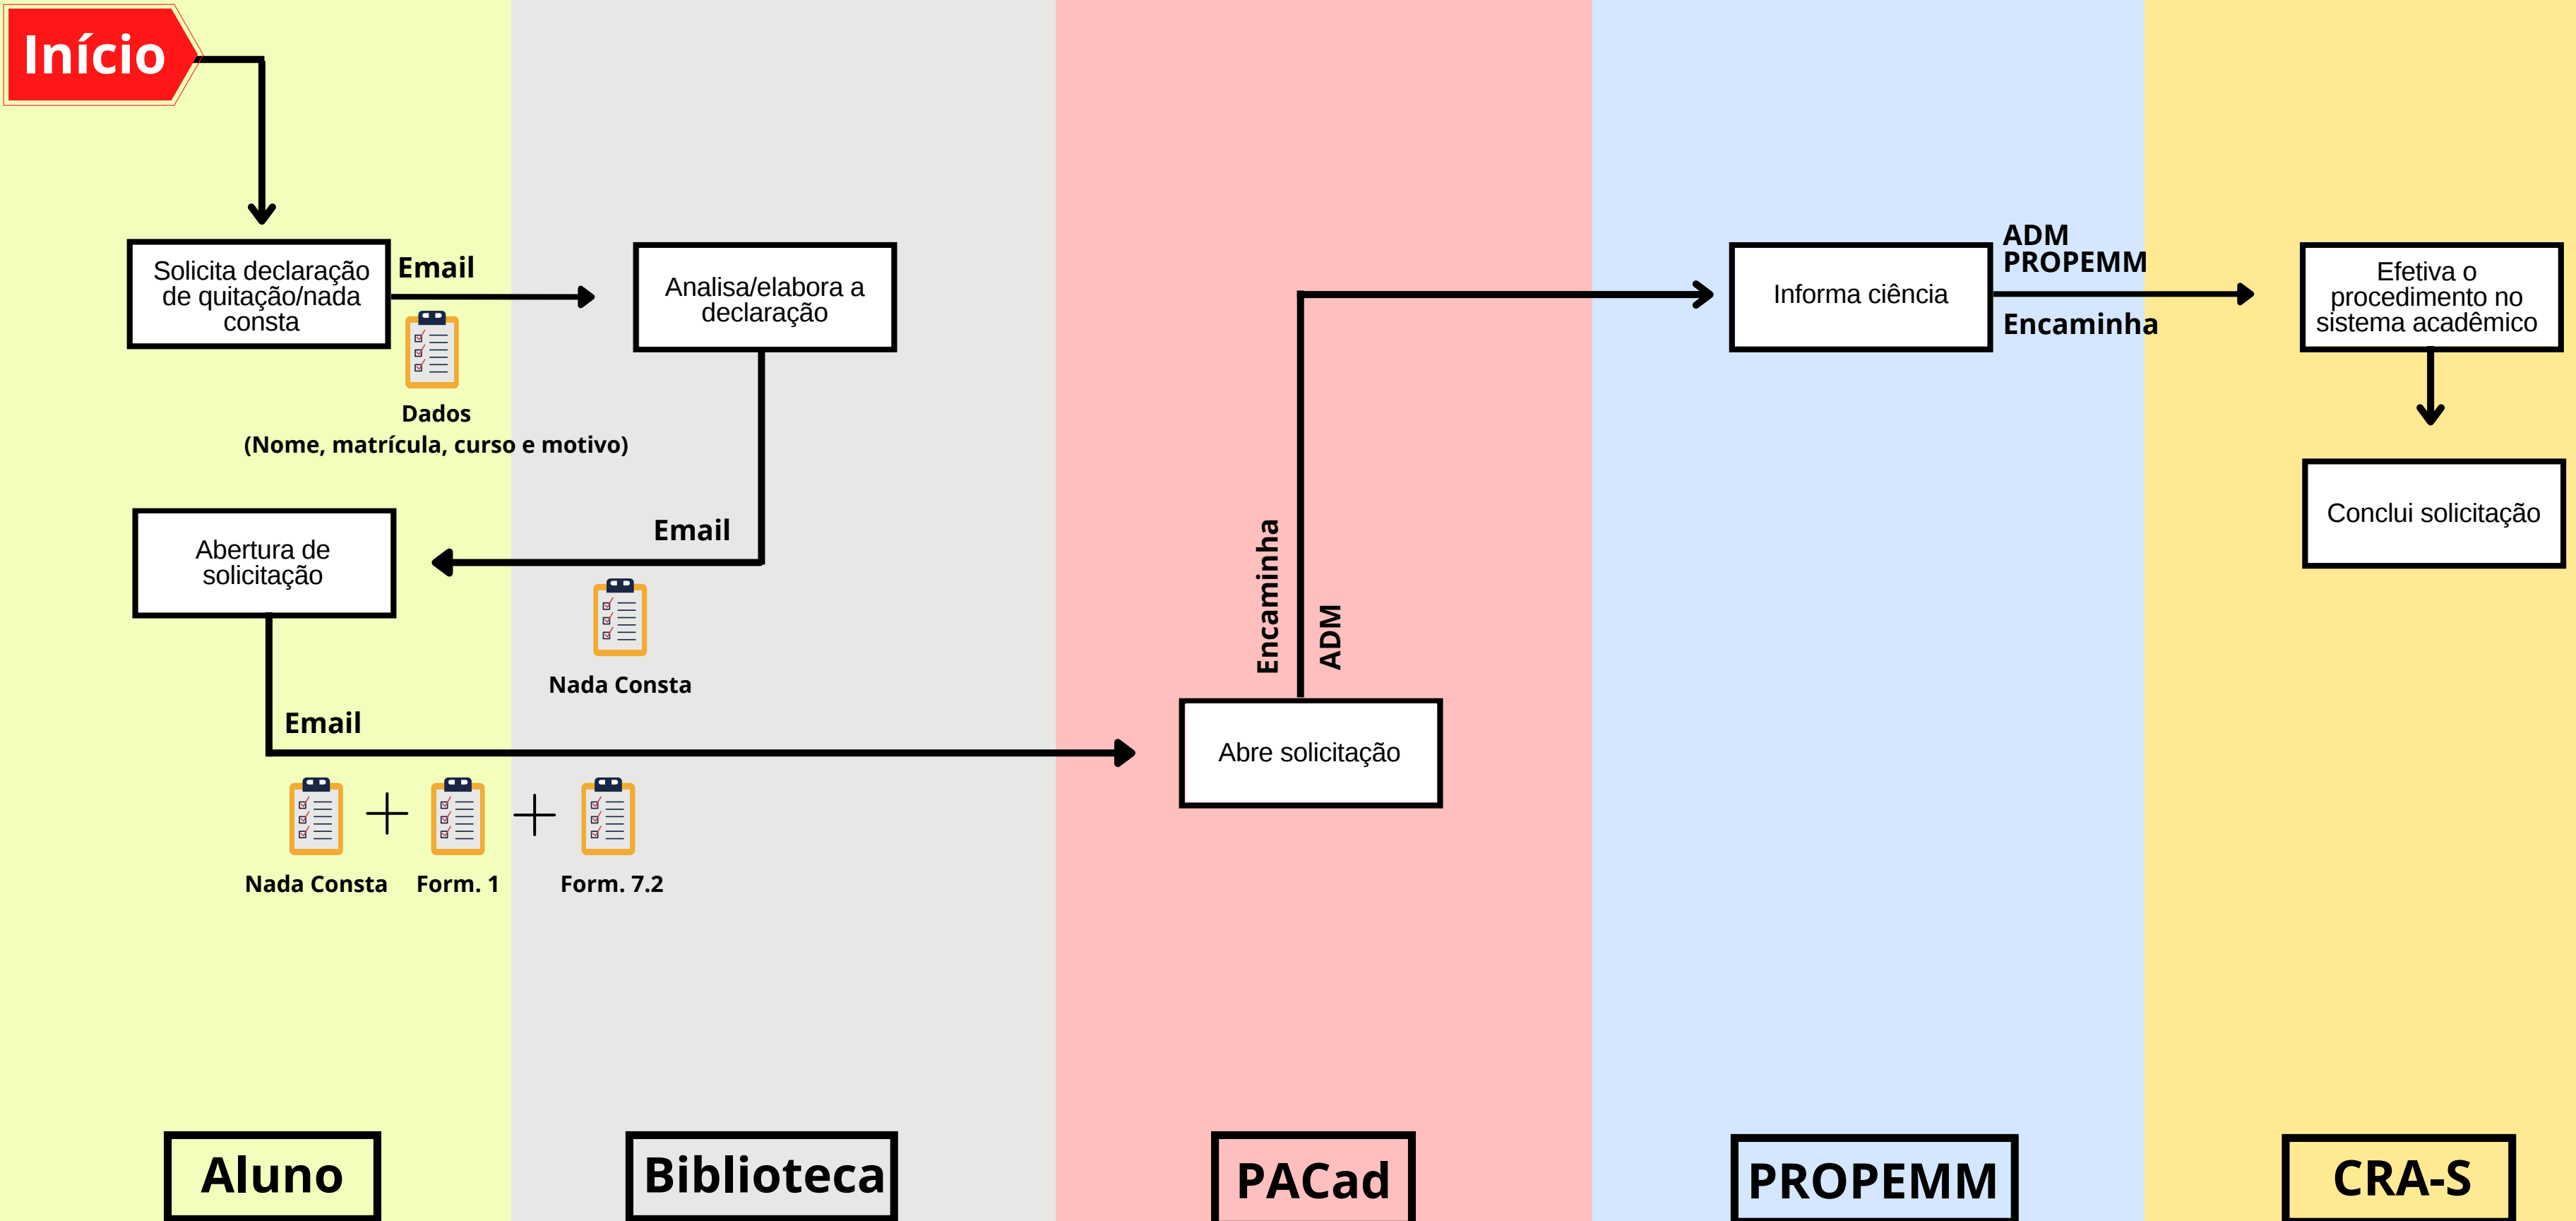 Início
Solicita declaração
de quitação/nada
consta
Email
Dados
(Nome, matrícula, curso e motivo)
Analisa/elabora a
declaração
Email
Nada Consta
Abertura de
solicitação
Email
Nada Consta
Form. 1
Form. 7.2
Abre solicitação
Encaminha
ADM
Informa ciência
ADM
PROPEMM
Encaminha
Efetiva o
procedimento no
sistema acadêmico
Conclui solicitação
Aluno
Biblioteca
PACad
PROPEMM
CRA-S